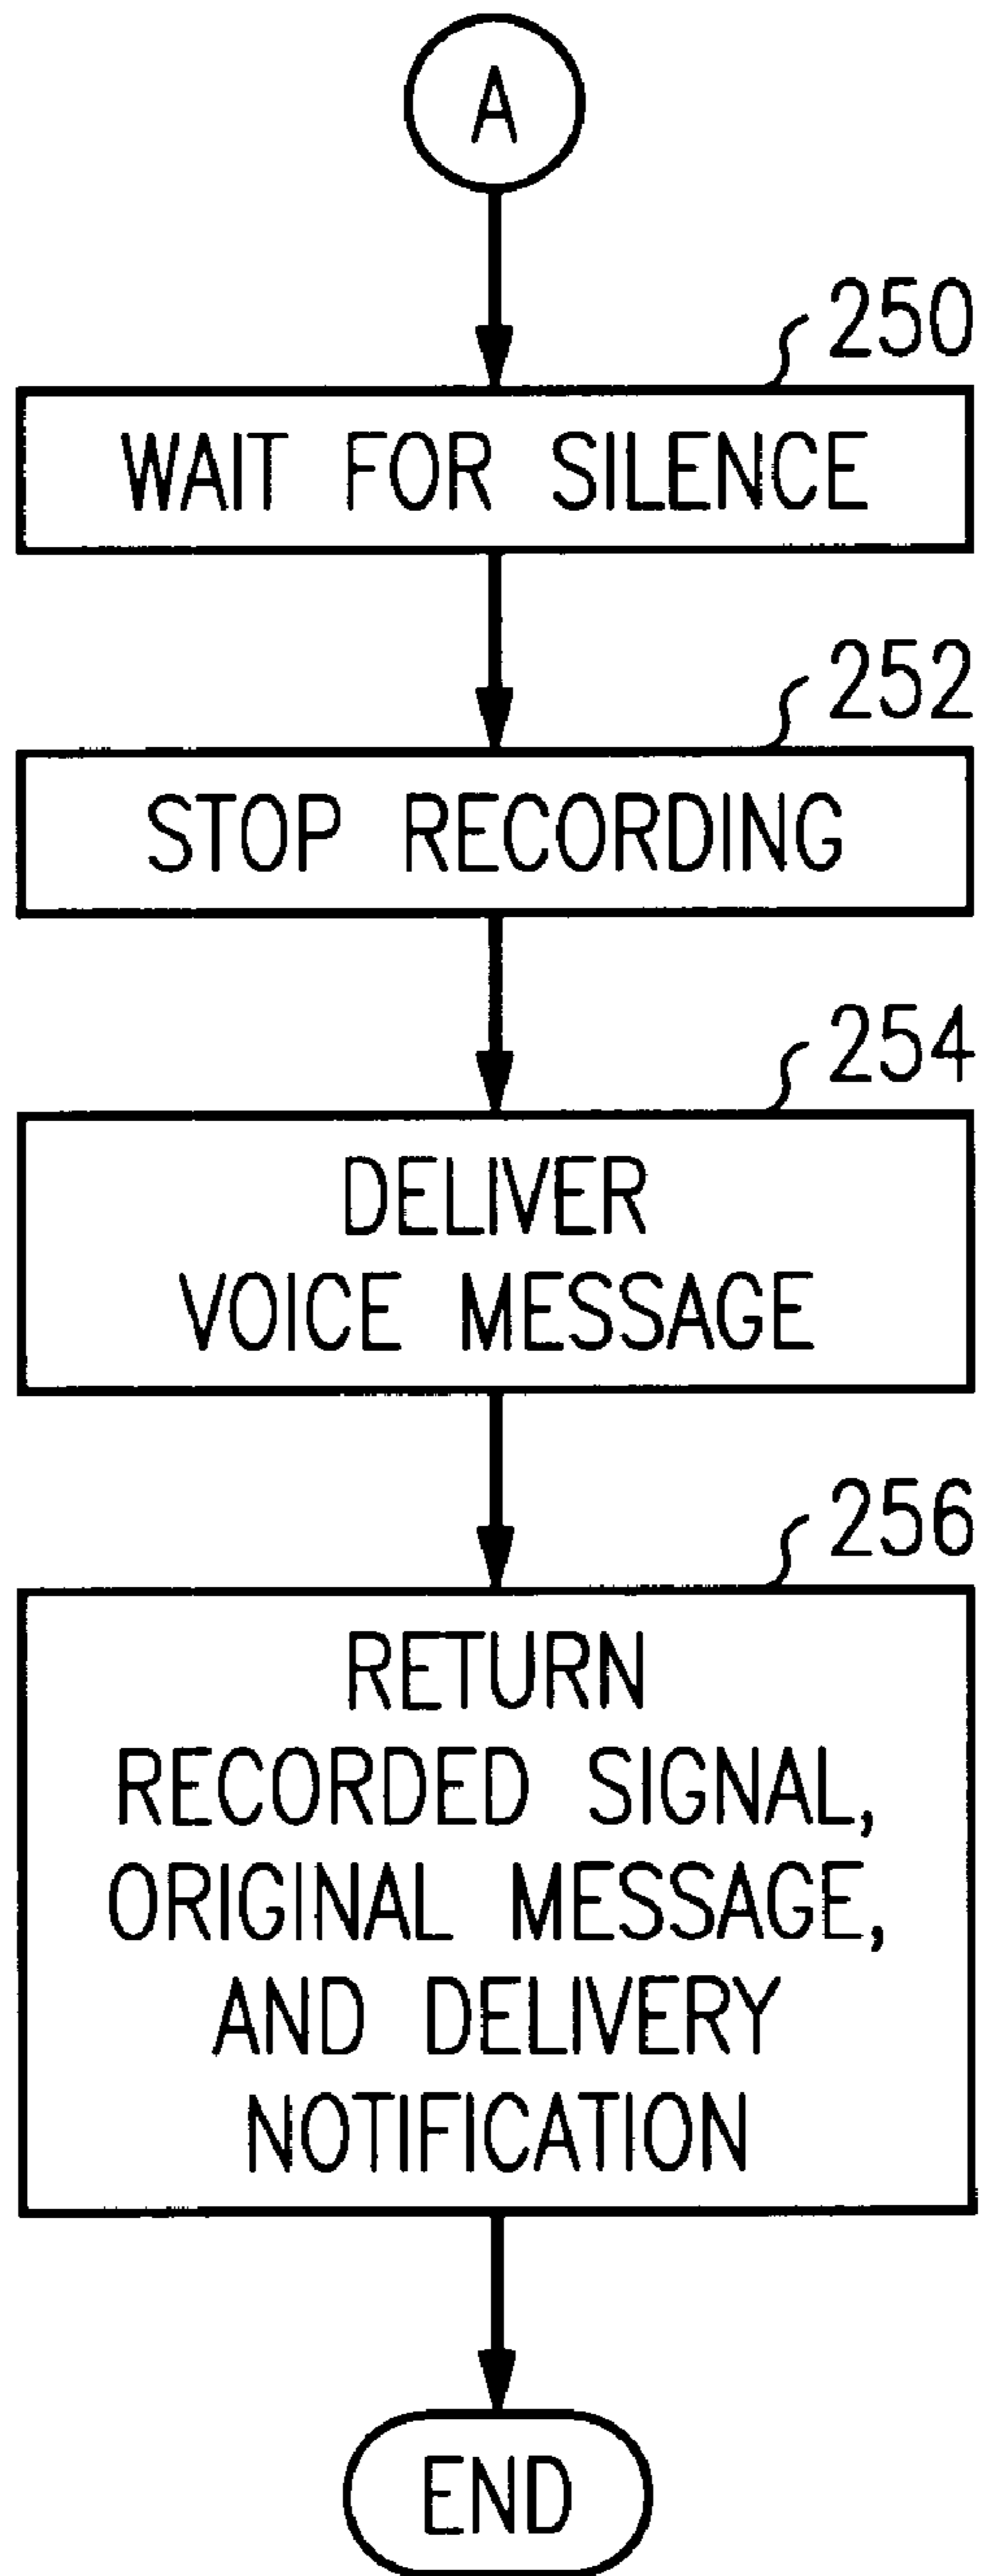 A
250
WAIT FOR SILENCE
252
STOP RECORDING
254
DELIVER
VOICE MESSAGE
256
RETURN
RECORDED SIGNAL,
ORIGINAL MESSAGE,
AND DELIVERY
NOTIFICATION
END